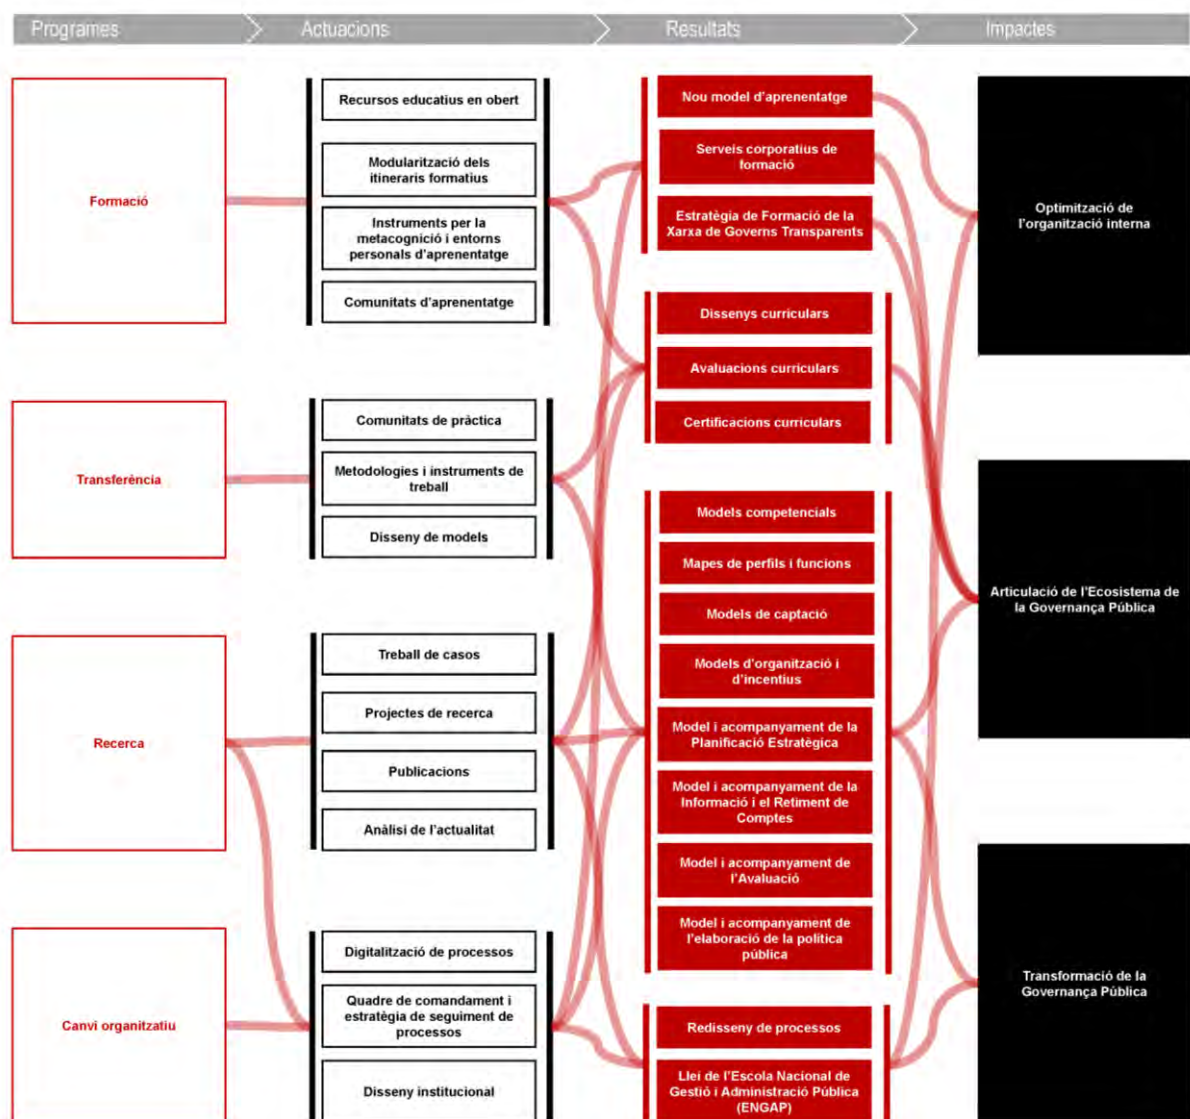 Programes
Actuacions
Resultats
Impactes
Formació
Recursos educatius en obert
Modularització dels
itineraris formatius
Instruments per la
metacognició i entorns
personals d'aprenentatge
Comunitats d'aprenentatge
Nou model d'aprenentatge
Serveis corporatius de
formació
Estratègia de Formació de la
Xarxa de Governs Transparents
Optimització de
l'organització interna
Dissenys curriculars
Avaluacions curriculars
Certificacions curriculars
Transferència
Comunitats de pràctica
Metodologies i instruments de
treball
Disseny de models
Models competencials
Mapes de perfils i funcions
Models de captació
Models d'organització i
d'incentius
Model i acompanyament de la
Planificació Estratègica
Model i acompanyament de la
Informació i el Retiment de
Comptes
Model i acompanyament de
l'Avaluació
Model i acompanyament de
l'elaboració de la política
pública
Articulació de l'Ecosistema de
la Governança Pública
Recerca
Treball de casos
Projectes de recerca
Publicacions
Anàlisi de l'actualitat
Canvi organitzatiu
Digitalització de processos
Quadre de comandament i
estratègia de seguiment de
processos
Disseny institucional
Redisseny de processos
Llei de l'Escola Nacional de
Gestió i Administració Pública
(ENGAP)
Transformació de la
Governança Pública